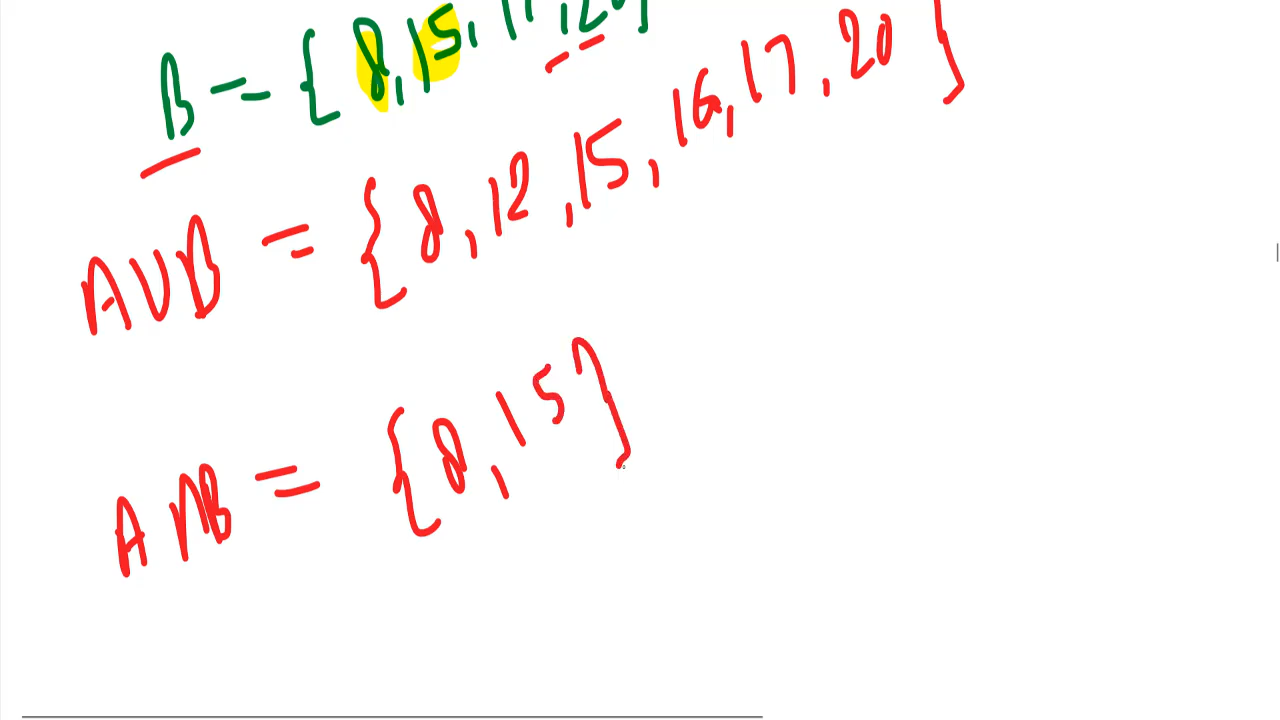 B = {8, 15, 17, 20}
A∪B = {8, 12, 15, 16, 17, 20}
A∩B = {8, 15}